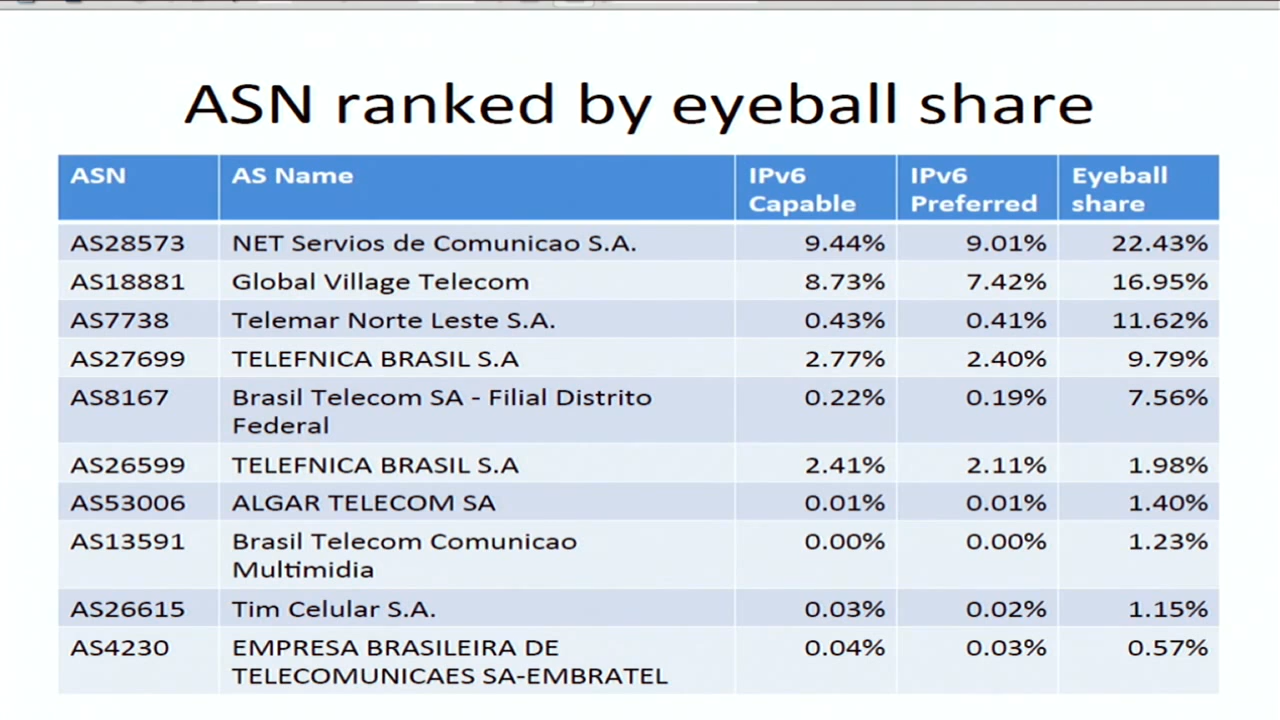 ASN ranked by eyeball share
ASN AS Name IPv6 Capable IPv6 Preferred Eyeball share
AS28573 NET Servios de Comunicao S.A. 9.44% 9.01% 22.43%
AS18881 Global Village Telecom 8.73% 7.42% 16.95%
AS7738 Telemar Norte Leste S.A. 0.43% 0.41% 11.62%
AS27699 TELEFNICA BRASIL S.A 2.77% 2.40% 9.79%
AS8167 Brasil Telecom SA - Filial Distrito Federal 0.22% 0.19% 7.56%
AS26599 TELEFNICA BRASIL S.A 2.41% 2.11% 1.98%
AS53006 ALGAR TELECOM SA 0.01% 0.01% 1.40%
AS13591 Brasil Telecom Comunicao Multimidia 0.00% 0.00% 1.23%
AS26615 Tim Celular S.A. 0.03% 0.02% 1.15%
AS4230 EMPRESA BRASILEIRA DE TELECOMUNICAES SA-EMBRATEL 0.04% 0.03% 0.57%